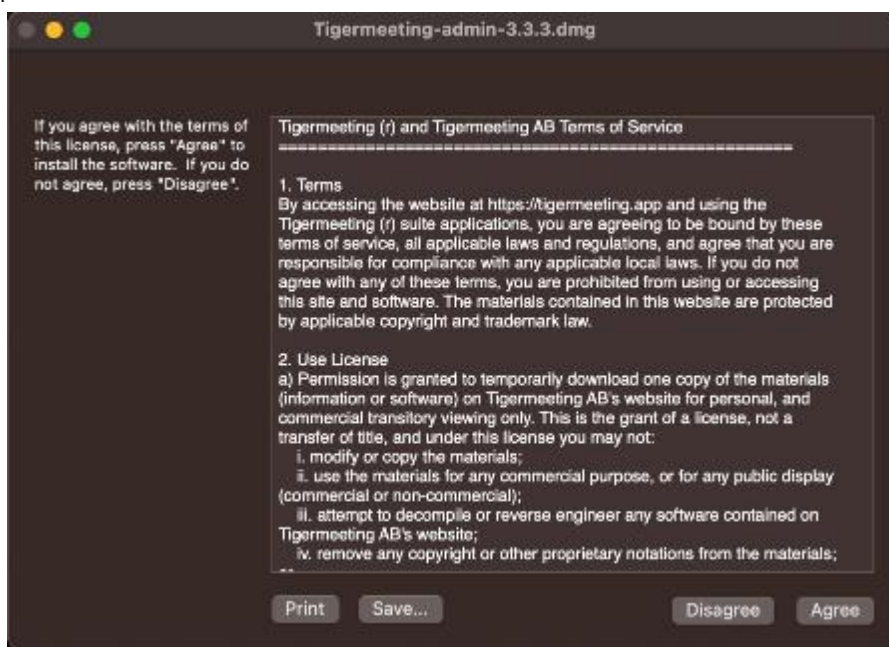 Tigermeeting-admin-3.3.3.dmg
If you agree with the terms of
this license, press "Agree" to
install the software. If you do
not agree, press "Disagree".
Tigermeeting (r) and Tigermeeting AB Terms of Service
=======================================================
1. Terms
By accessing the website at https://tigermeeting.app and using the
Tigermeeting (r) suite applications, you are agreeing to be bound by these
terms of service, all applicable laws and regulations, and agree that you are
responsible for compliance with any applicable local laws. If you do not
agree with any of these terms, you are prohibited from using or accessing
this site and software. The materials contained in this website are protected
by applicable copyright and trademark law.
2. Use License
a) Permission is granted to temporarily download one copy of the materials
(information or software) on Tigermeeting AB's website for personal, and
commercial transitory viewing only. This is the grant of a license, not a
transfer of title, and under this license you may not:
i. modify or copy the materials;
ii. use the materials for any commercial purpose, or for any public display
(commercial or non-commercial);
iii. attempt to decompile or reverse engineer any software contained on
Tigermeeting AB's website;
iv. remove any copyright or other proprietary notations from the materials;
Print Save... Disagree Agree